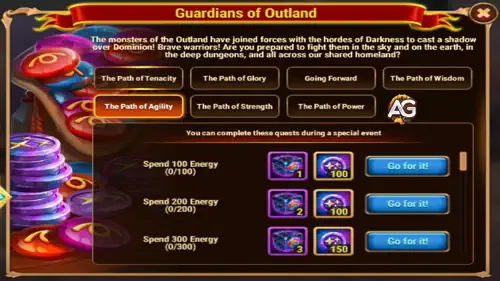 Guardians of Outland
The monsters of the Outland have joined forces with the hordes of Darkness to cast a shadow
over Dominion! Brave warriors! Are you prepared to fight them in the sky and on the earth, in
the deep dungeons, and all across our shared homeland?
The Path of Tenacity
The Path of Glory
Going Forward
The Path of Wisdom
The Path of Agility
The Path of Strength
The Path of Power
AG
You can complete these quests during a special event
Spend 100 Energy
(0/100)
1
100
Go for it!
Spend 200 Energy
(0/200)
2
100
Go for it!
Spend 300 Energy
(0/300)
3
150
Go for it!